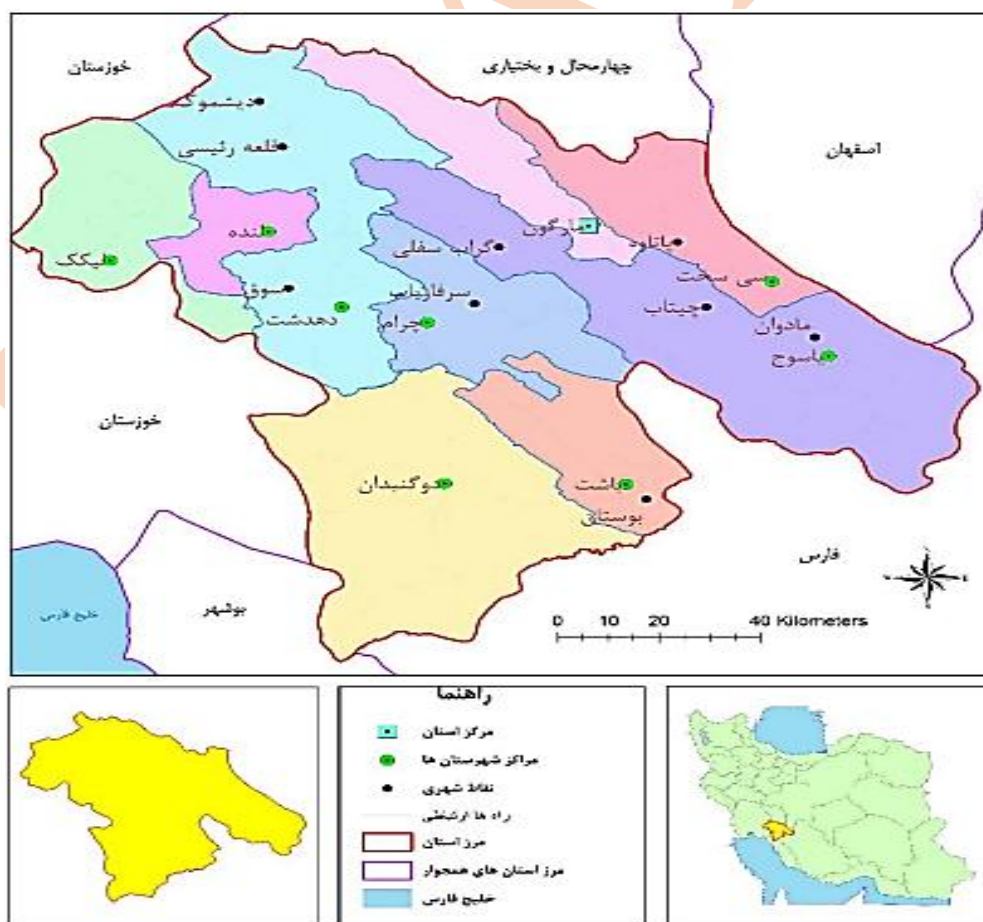 خوزستان
چهارمحال و بختیاری
اصفهان
دیشموک
قلعه رئیسی
لنده
لیکک
سوق
دهدشت
مارگون
گراب سفلی
پاتاوه
سی سخت
سرفاریاب
چرام
چیتاب
مادوان
یاسوج
خوزستان
دوگنبدان
باشت
بوستان
فارس
خلیج فارس
بوشهر
0 10 20 40 Kilometers
راهنما
مرکز استان
مراکز شهرستان ها
نقاط شهری
راه ها ارتبطی
مرز استان
مرز استان های همجوار
خلیج فارس